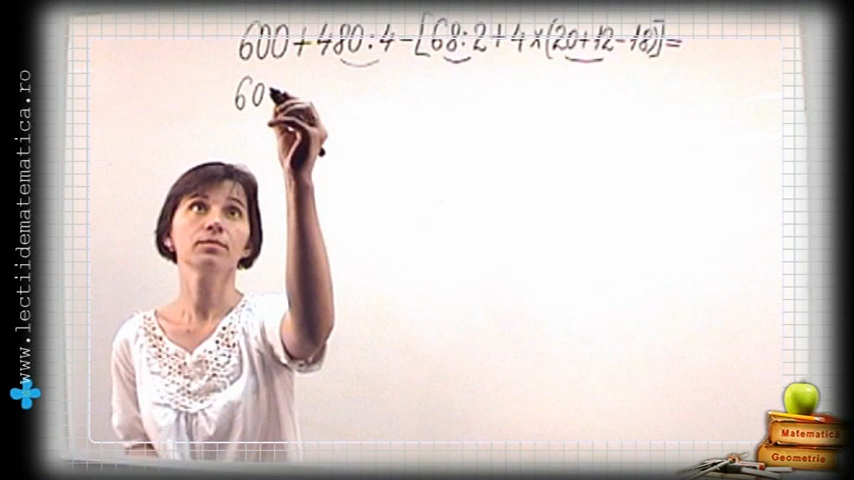 600+480:4-[68:2+4×(20+12-18)]=
60
www.lectiidematematica.ro
Matematica
Geometrie